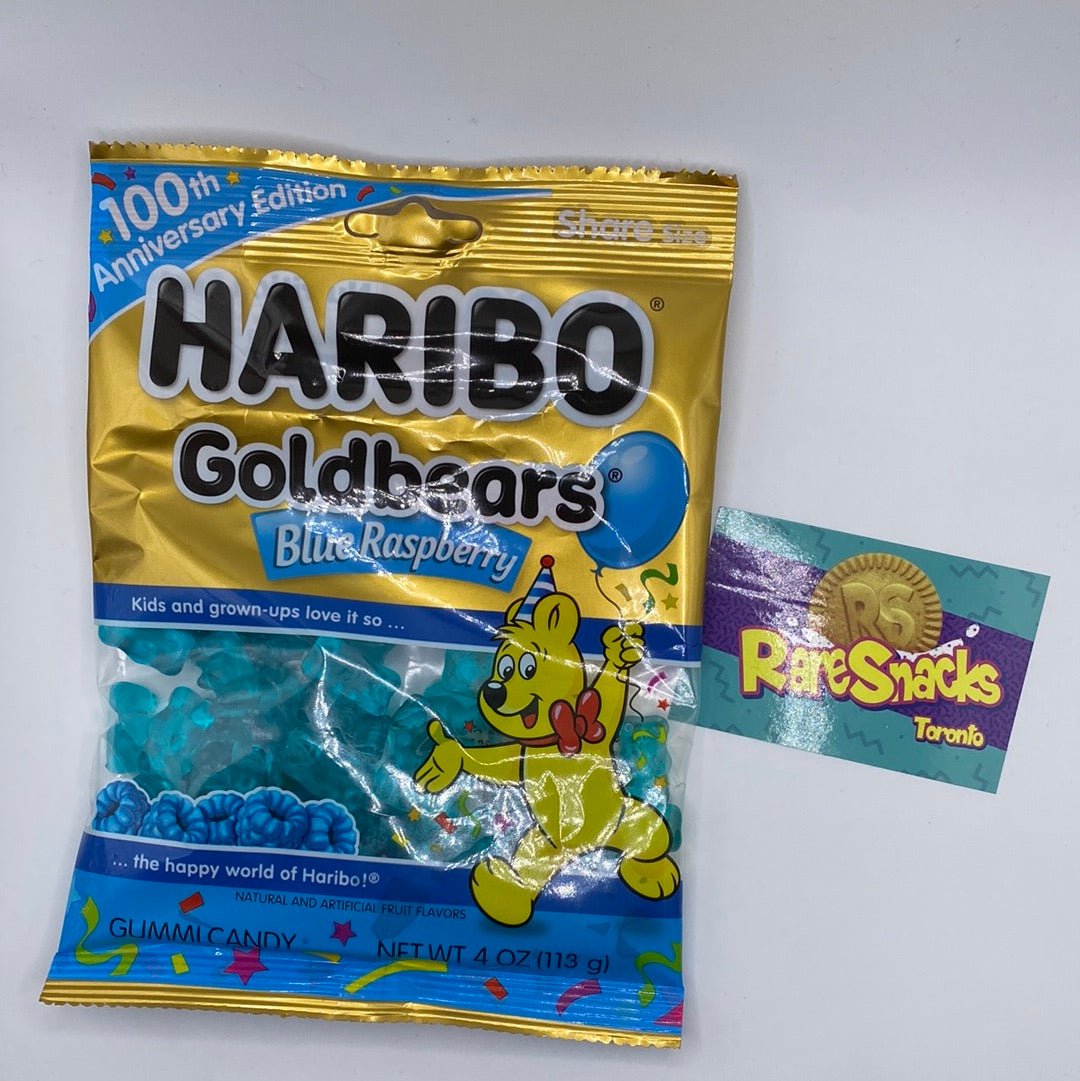 100th
Anniversary Edition
Share Size
HARIBO®
Goldbears®
Blue Raspberry
Kids and grown-ups love it so ...
... the happy world of Haribo!®
NATURAL AND ARTIFICIAL FRUIT FLAVORS
GUMMI CANDY
NET WT 4 OZ (113 g)
RS
RareSnacks
Toronto